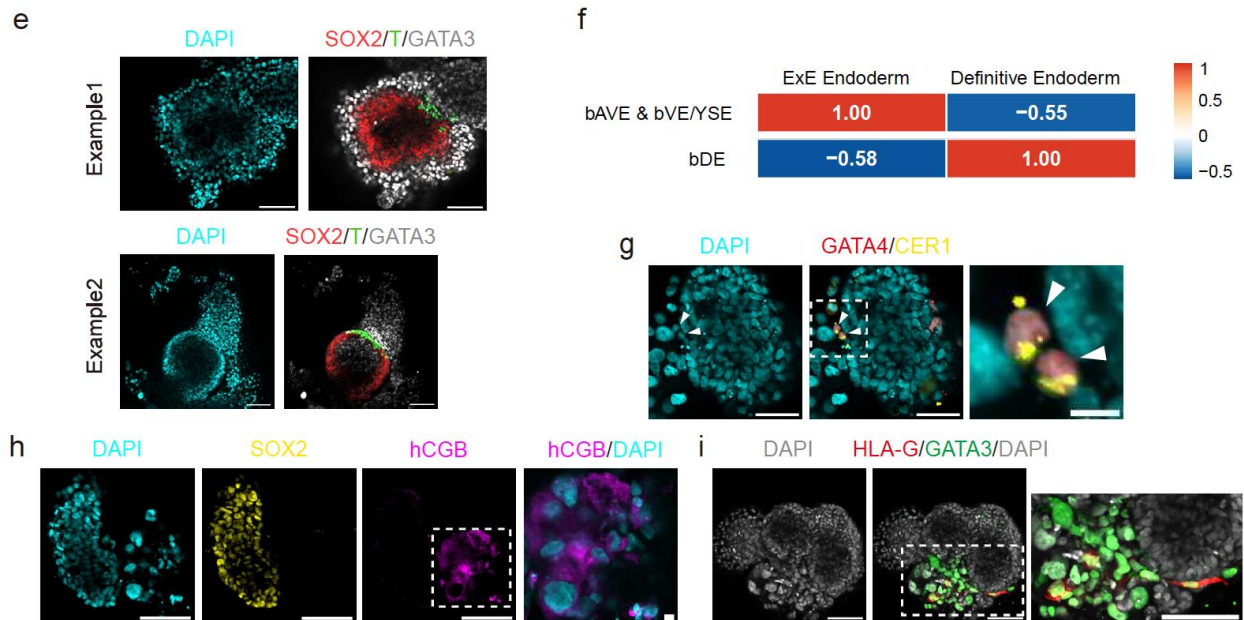 e
DAPI
SOX2/T/GATA3
Example1
DAPI
SOX2/T/GATA3
Example2
f
ExE Endoderm
Definitive Endoderm
bAVE & bVE/YSE
1.00
−0.55
bDE
−0.58
1.00
1
0.5
0
−0.5
g
DAPI
GATA4/CER1
h
DAPI
SOX2
hCGB
hCGB/DAPI
i
DAPI
HLA-G/GATA3/DAPI